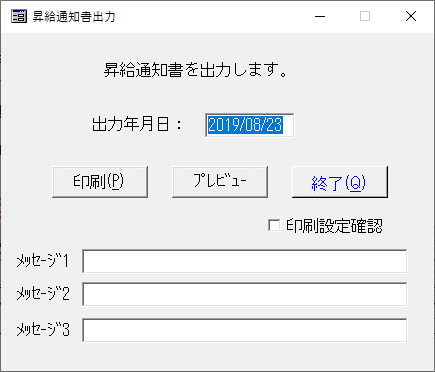 昇給通知書出力
昇給通知書を出力します。
出力年月日： 2019/08/23
印刷(P) ﾌﾟﾚﾋﾞｭｰ 終了(Q)
印刷設定確認
ﾒｯｾｰｼﾞ1
ﾒｯｾｰｼﾞ2
ﾒｯｾｰｼﾞ3